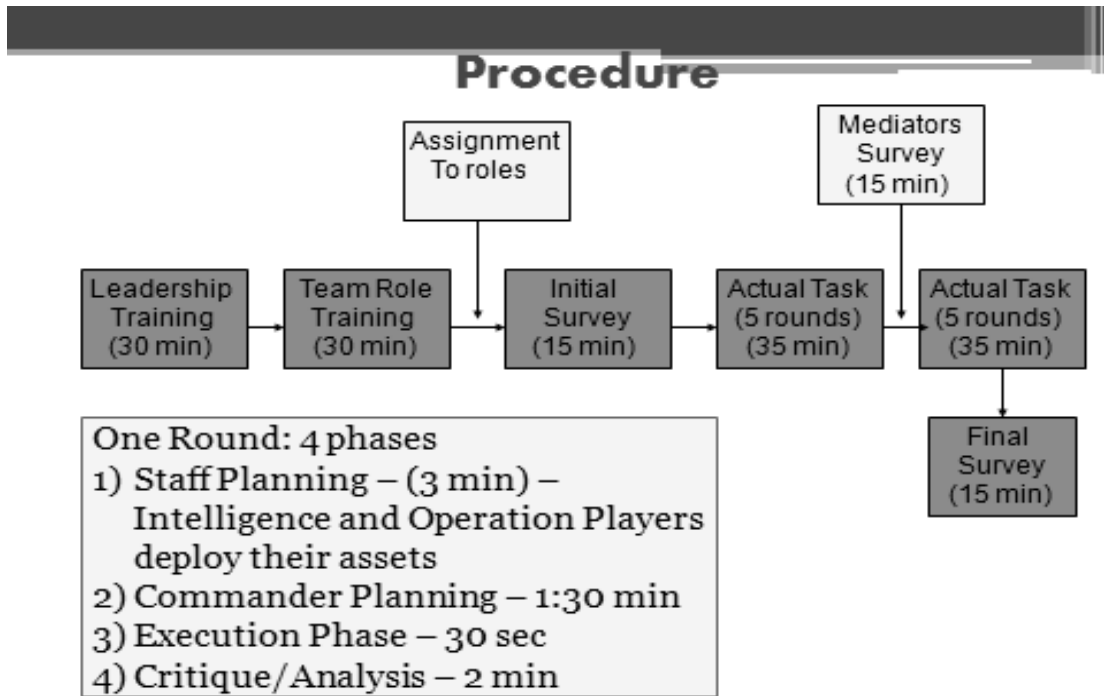 Procedure
Assignment
To roles
Mediators
Survey
(15 min)
Leadership
Training
(30 min)
Team Role
Training
(30 min)
Initial
Survey
(15 min)
Actual Task
(5 rounds)
(35 min)
Actual Task
(5 rounds)
(35 min)
Final
Survey
(15 min)
One Round: 4 phases
1) Staff Planning – (3 min) –
Intelligence and Operation Players
deploy their assets
2) Commander Planning – 1:30 min
3) Execution Phase – 30 sec
4) Critique/Analysis – 2 min